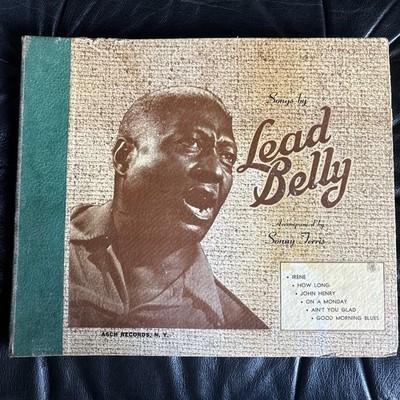 Songs by
Lead
Belly
Accompanied by
Sonny Terris
• IRENE
• HOW LONG
• JOHN HENRY
• ON A MONDAY
• AIN'T YOU GLAD
• GOOD MORNING BLUES
ASCH RECORDS, N. Y.